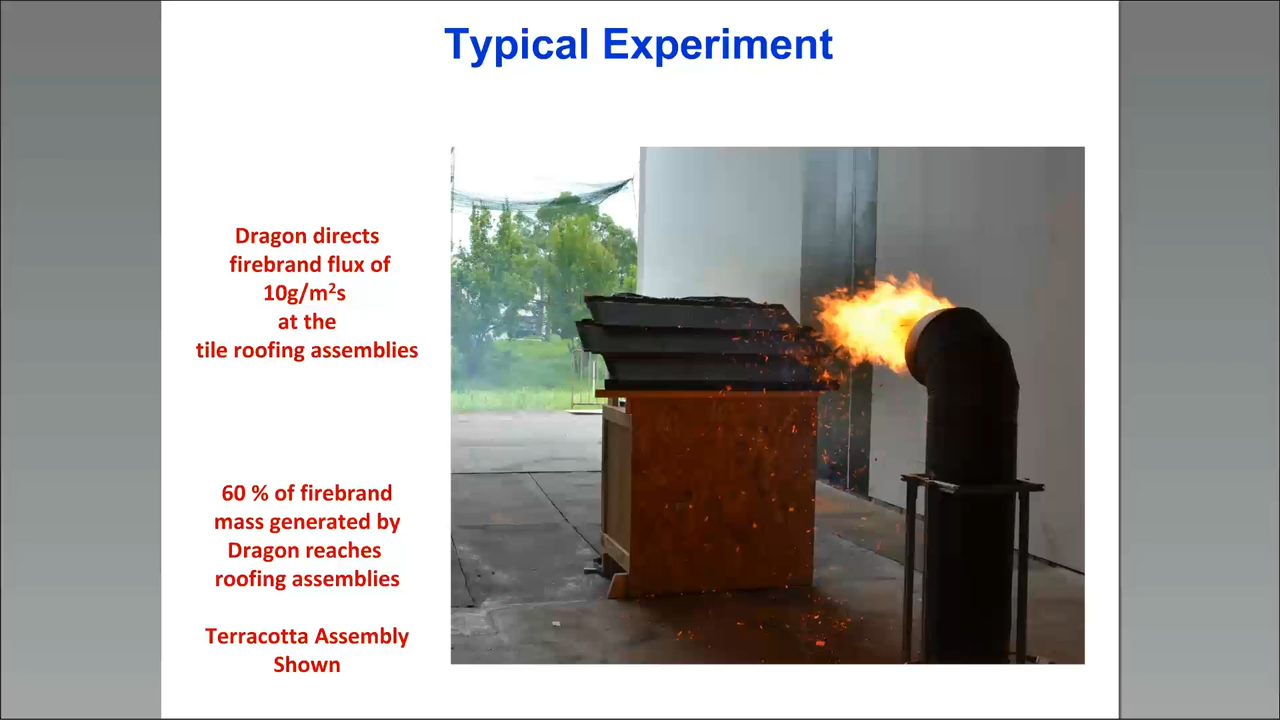 Typical Experiment
Dragon directs
firebrand flux of
10g/m²s
at the
tile roofing assemblies
60 % of firebrand
mass generated by
Dragon reaches
roofing assemblies
Terracotta Assembly
Shown